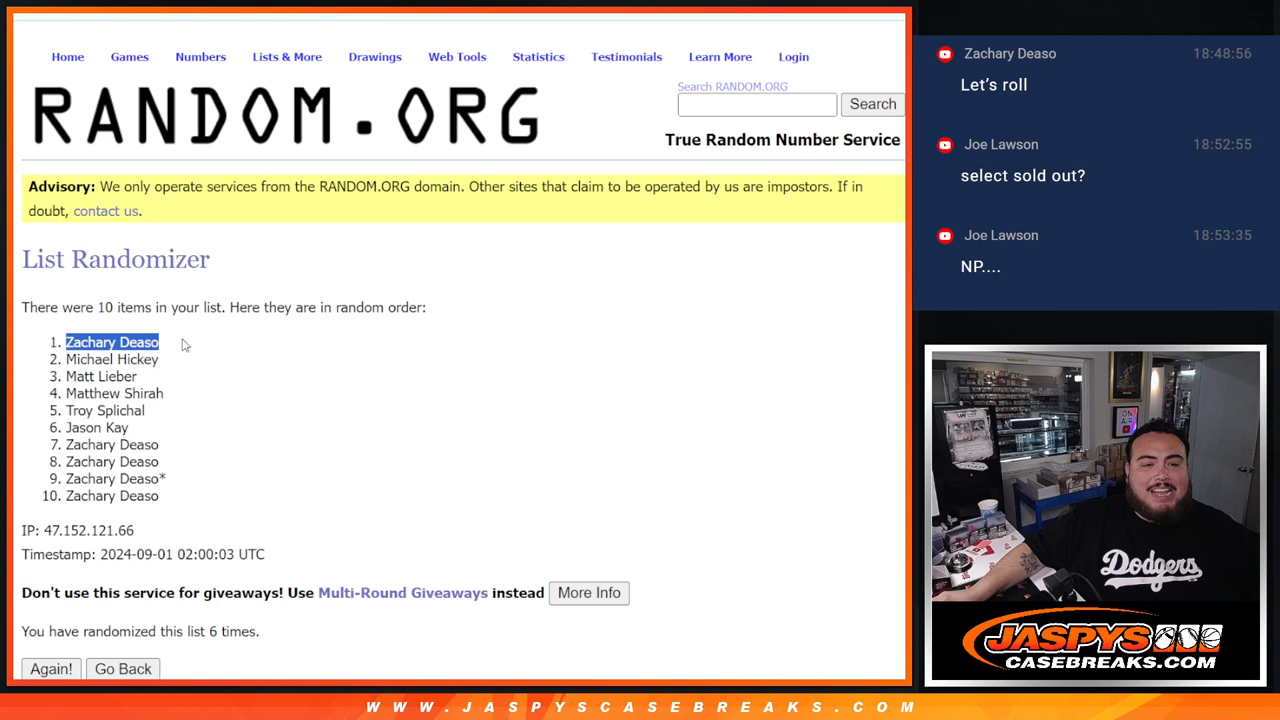 Home Games Numbers Lists & More Drawings Web Tools Statistics Testimonials Learn More Login
RANDOM.ORG
Search RANDOM.ORG
Search
True Random Number Service
Advisory: We only operate services from the RANDOM.ORG domain. Other sites that claim to be operated by us are impostors. If in
doubt, contact us.
List Randomizer
There were 10 items in your list. Here they are in random order:
1. Zachary Deaso
2. Michael Hickey
3. Matt Lieber
4. Matthew Shirah
5. Troy Splichal
6. Jason Kay
7. Zachary Deaso
8. Zachary Deaso
9. Zachary Deaso*
10. Zachary Deaso
IP: 47.152.121.66
Timestamp: 2024-09-01 02:00:03 UTC
Don't use this service for giveaways! Use Multi-Round Giveaways instead More Info
You have randomized this list 6 times.
Again! Go Back
Zachary Deaso 18:48:56
Let's roll
Joe Lawson 18:52:55
select sold out?
Joe Lawson 18:53:35
NP....
ON
AIR
Dodgers
JASPYS
CASEBREAKS.COM
WWW.JASPYSCASEBREAKS.COM